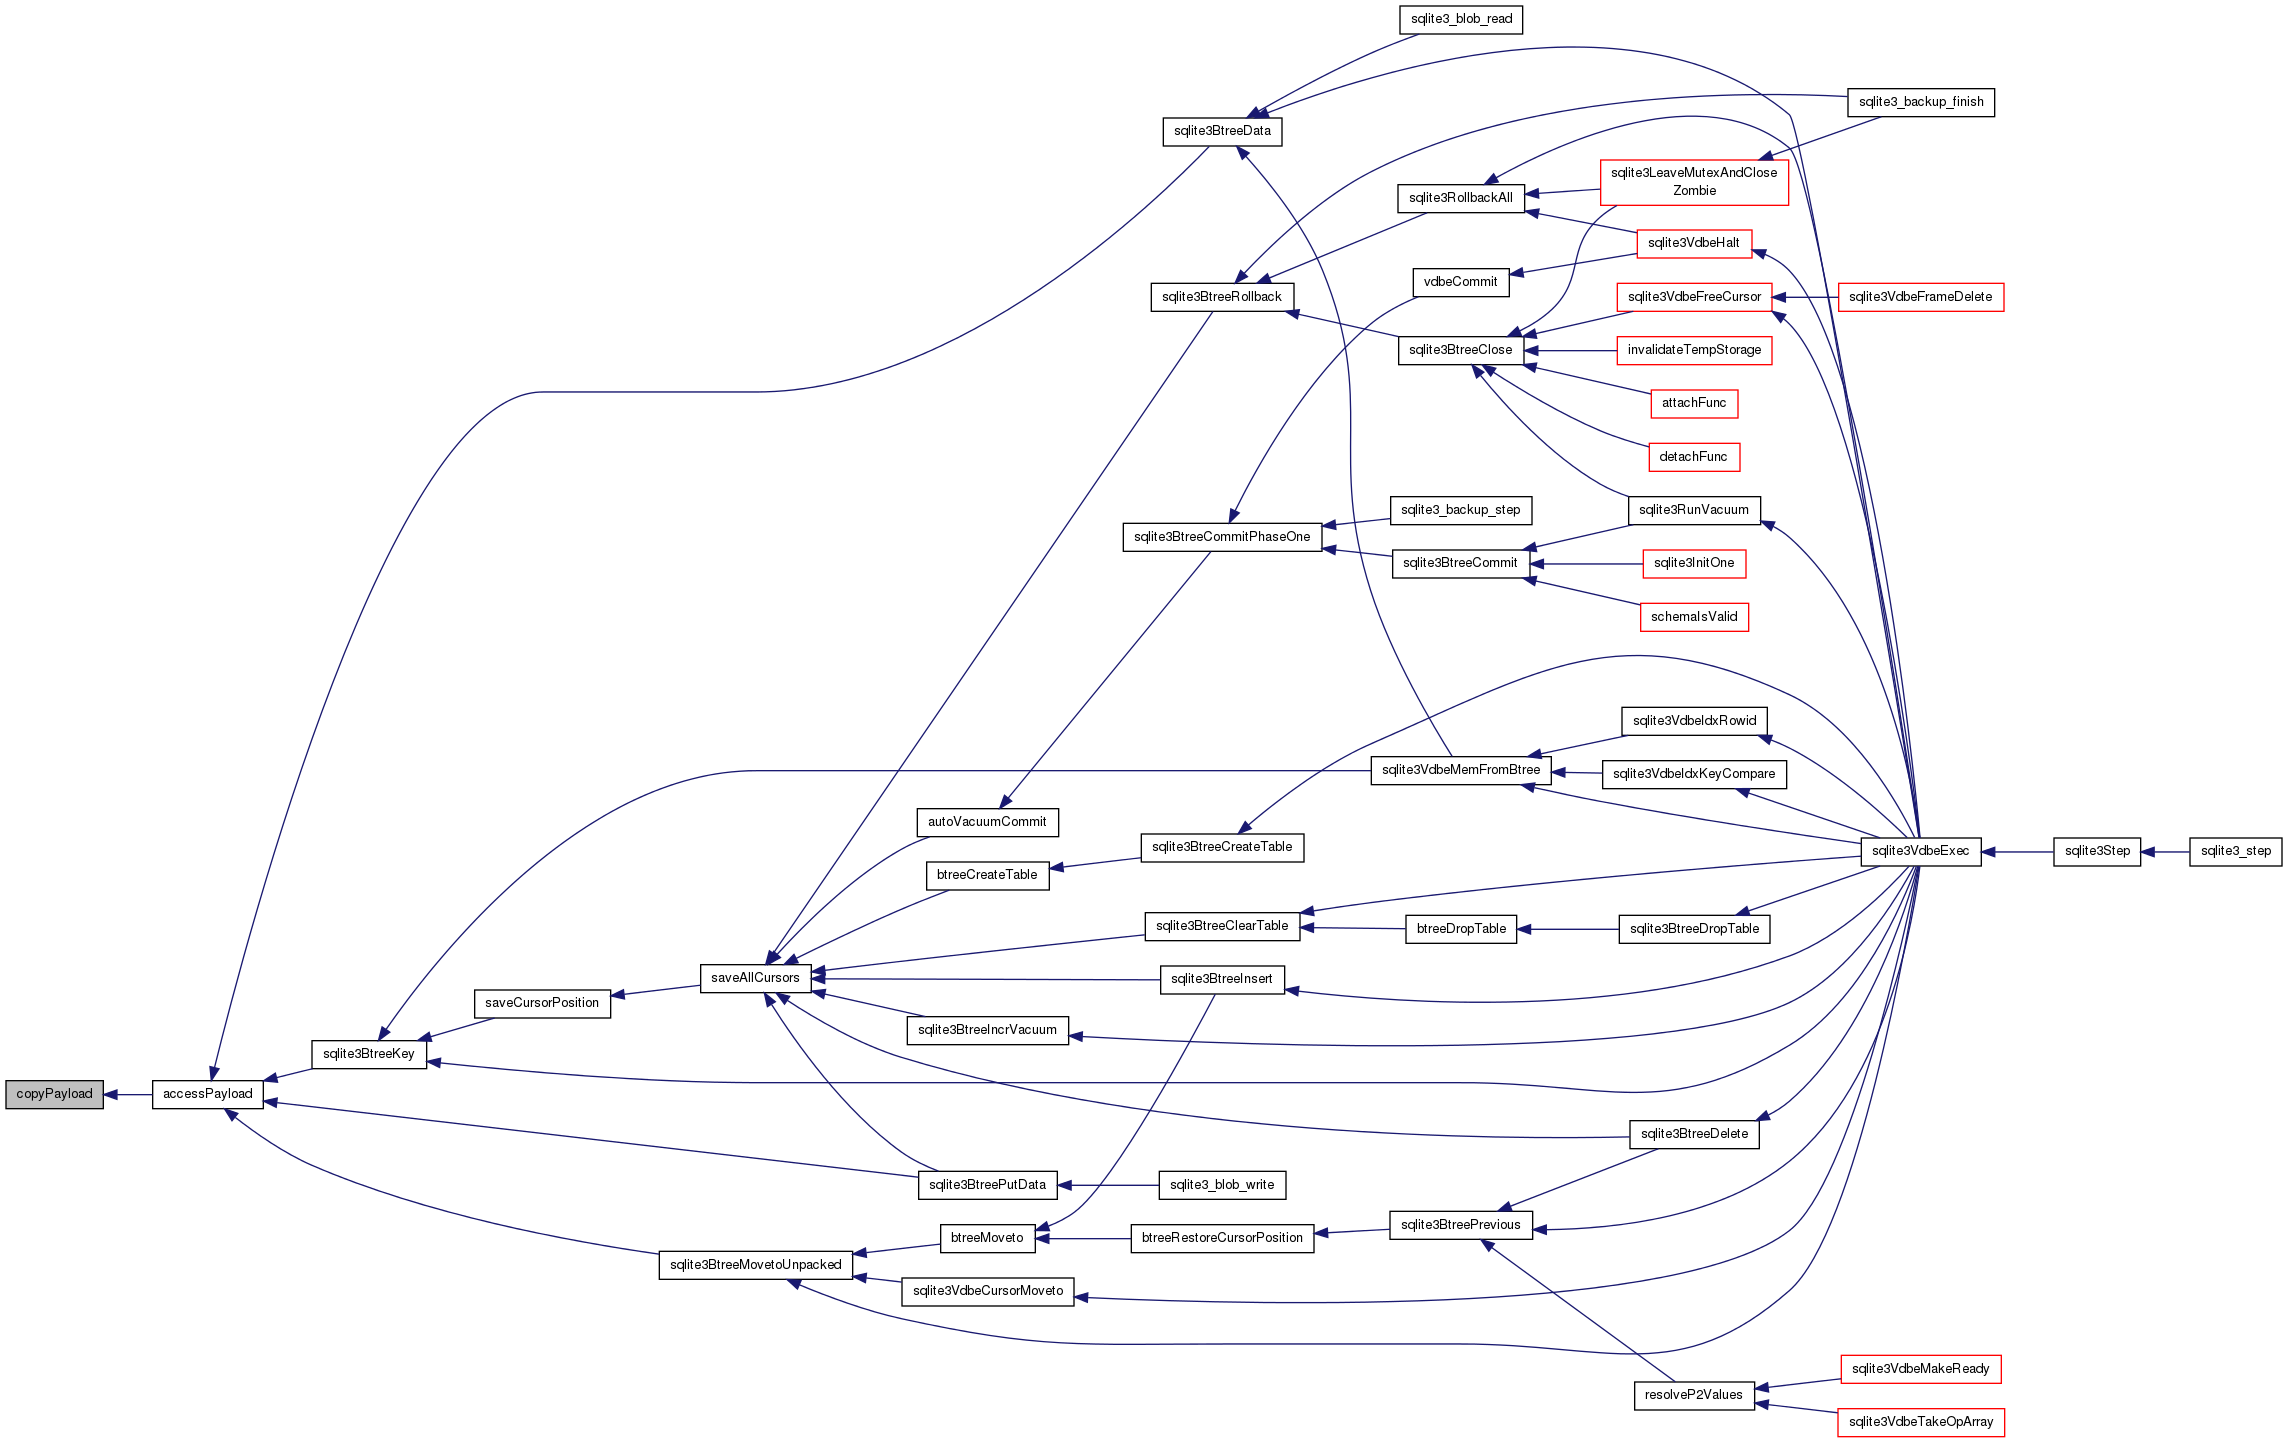 sqlite3_blob_read
sqlite3_backup_finish
sqlite3BtreeData
sqlite3LeaveMutexAndClose
Zombie
sqlite3RollbackAll
sqlite3VdbeHalt
vdbeCommit
sqlite3BtreeRollback
sqlite3VdbeFreeCursor
sqlite3VdbeFrameDelete
sqlite3BtreeClose
invalidateTempStorage
attachFunc
detachFunc
sqlite3_backup_step
sqlite3RunVacuum
sqlite3BtreeCommitPhaseOne
sqlite3BtreeCommit
sqlite3InitOne
schemaIsValid
sqlite3VdbeIdxRowid
sqlite3VdbeMemFromBtree
sqlite3VdbeIdxKeyCompare
autoVacuumCommit
sqlite3BtreeCreateTable
sqlite3VdbeExec
sqlite3Step
sqlite3_step
btreeCreateTable
sqlite3BtreeClearTable
btreeDropTable
sqlite3BtreeDropTable
saveAllCursors
sqlite3BtreeInsert
saveCursorPosition
sqlite3BtreeIncrVacuum
sqlite3BtreeKey
copyPayload
accessPayload
sqlite3BtreeDelete
sqlite3BtreePutData
sqlite3_blob_write
sqlite3BtreePrevious
btreeMoveto
btreeRestoreCursorPosition
sqlite3BtreeMovetoUnpacked
sqlite3VdbeCursorMoveto
sqlite3VdbeMakeReady
resolveP2Values
sqlite3VdbeTakeOpArray